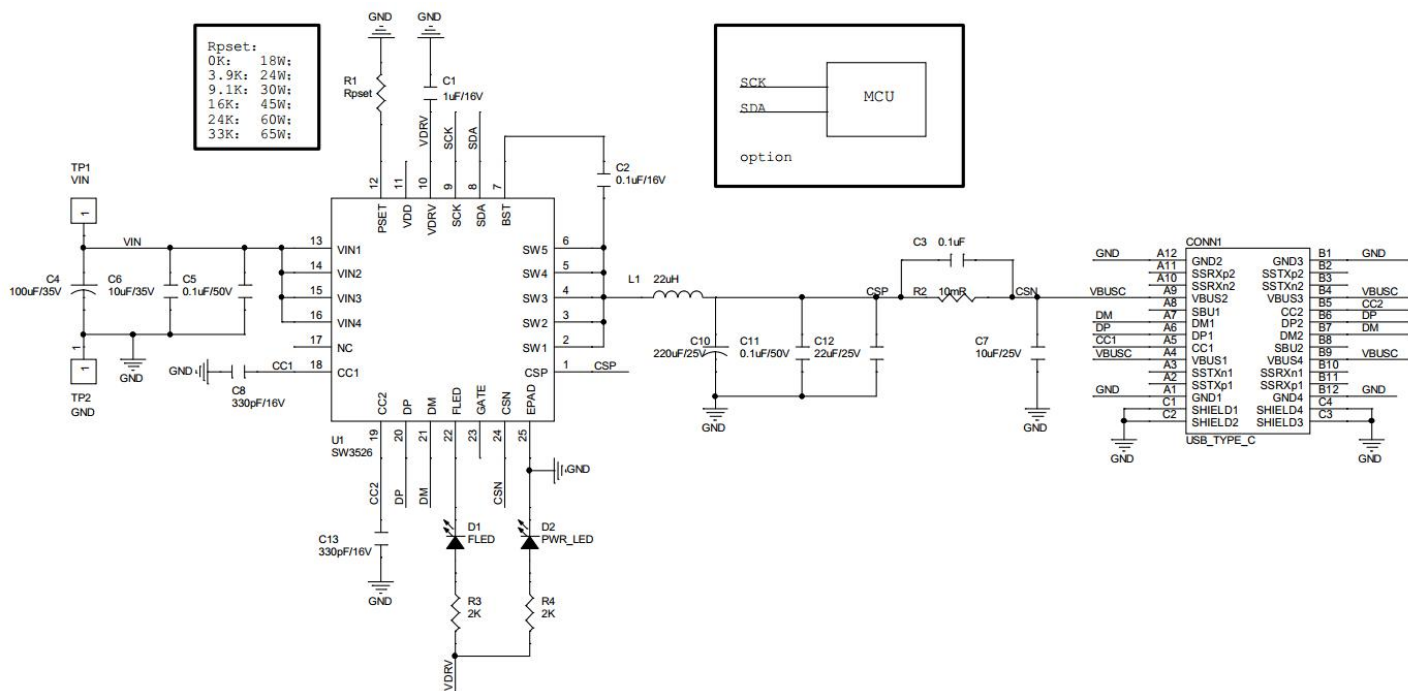 GND
GND
Rpset:
0K: 18W;
3.9K: 24W;
9.1K: 30W;
16K: 45W;
24K: 60W;
33K: 65W;
R1
Rpset
C1
1uF/16V
VDRV
SCK
SDA
C2
0.1uF/16V
SCK
SDA
MCU
option
TP1
VIN
1
VIN
12
11
10
9
8
7
PSET
VDD
VDRV
SCK
SDA
BST
13 VIN1
14 VIN2
15 VIN3
16 VIN4
17 NC
18 CC1
SW5 6
SW4 5
SW3 4
SW2 3
SW1 2
CSP 1
CSP
C4
100uF/35V
C6
10uF/35V
C5
0.1uF/50V
1
1
TP2
GND
GND
GND
CC1
C8
330pF/16V
CC2
DP
DM
FLED
GATE
CSN
EPAD
19
20
21
22
23
24
25
U1
SW3526
CC2
DP
DM
CSN
GND
C13
330pF/16V
GND
D1
FLED
D2
PWR_LED
R3
2K
R4
2K
VDRV
L1 22uH
CSP
C3 0.1uF
R2 10mR
CSN
C10
220uF/25V
C11
0.1uF/50V
C12
22uF/25V
GND
C7
10uF/25V
GND
CONN1
GND A12 GND2
A11 SSRXp2
A10 SSRXn2
VBUSC A9 VBUS2
A8 SBU1
DM A7 DM1
DP A6 DP1
CC1 A5 CC1
VBUSC A4 VBUS1
A3 SSTXn1
A2 SSTXp1
GND A1 GND1
C1 SHIELD1
C2 SHIELD2
GND3 B1 GND
SSTXp2 B2
SSTXn2 B3
VBUS3 B4 VBUSC
CC2 B5 CC2
DP2 B6 DP
DM2 B7 DM
SBU2 B8
VBUS4 B9 VBUSC
SSRXn1 B10
SSRXp1 B11
GND4 B12 GND
SHIELD4 C4
SHIELD3 C3
USB_TYPE_C
GND
GND